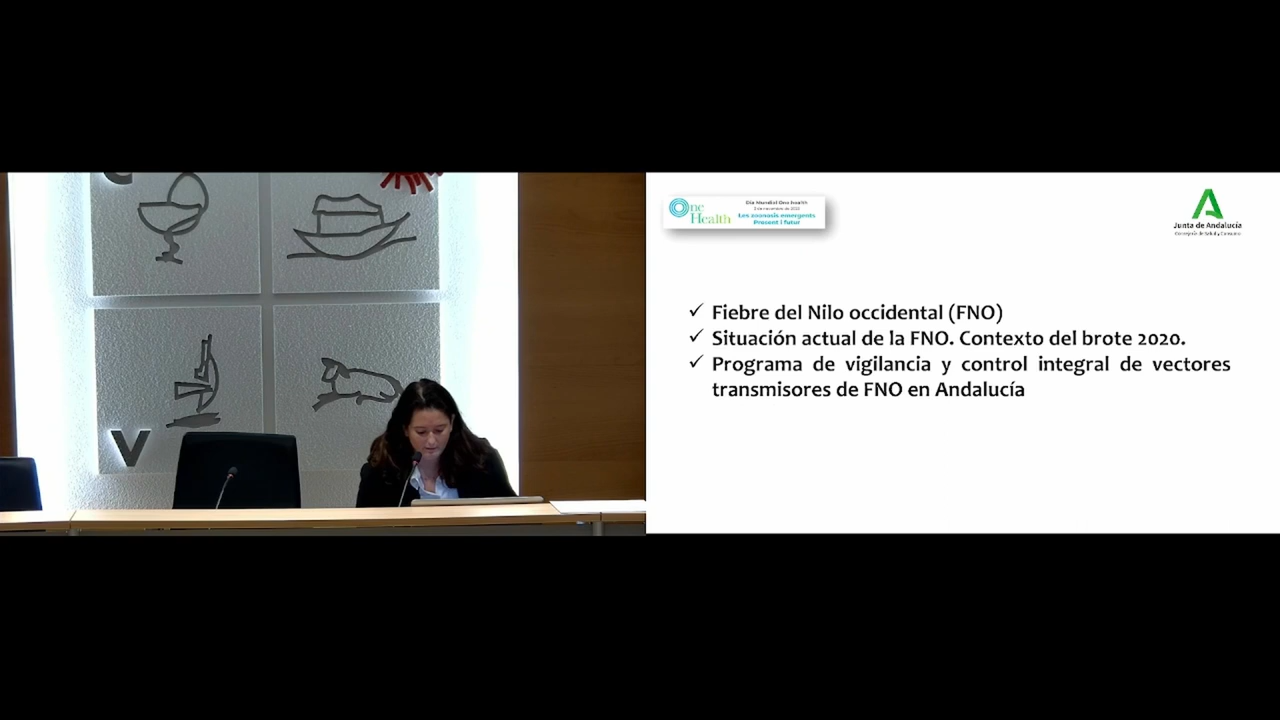 V
One Health
Dia Mundial One health
Les zoonosis emergents
Present i futur
Junta de Andalucía
✓ Fiebre del Nilo occidental (FNO)
✓ Situación actual de la FNO. Contexto del brote 2020.
✓ Programa de vigilancia y control integral de vectores
transmisores de FNO en Andalucía